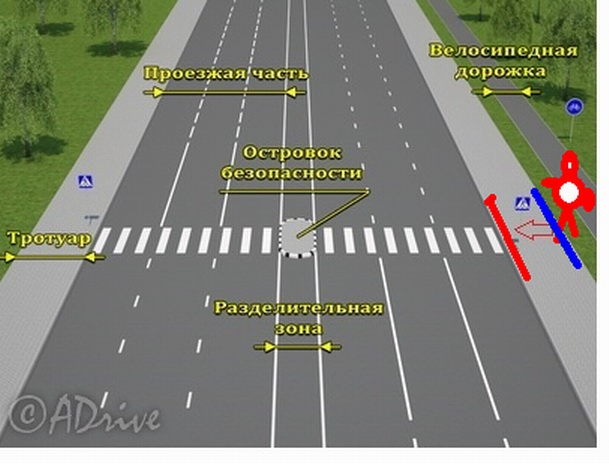 Велосипедная
дорожка
Проезжая часть
Островок
безопасности
Тротуар
Разделительная
зона
©ADrive